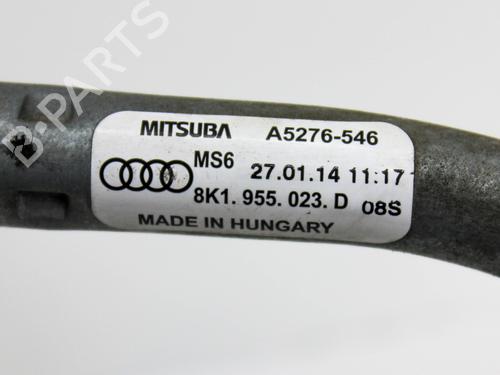 B-PARTS
MITSUBA A5276-546
MS6 27.01.14 11:17
8K1. 955. 023. D 08S
MADE IN HUNGARY